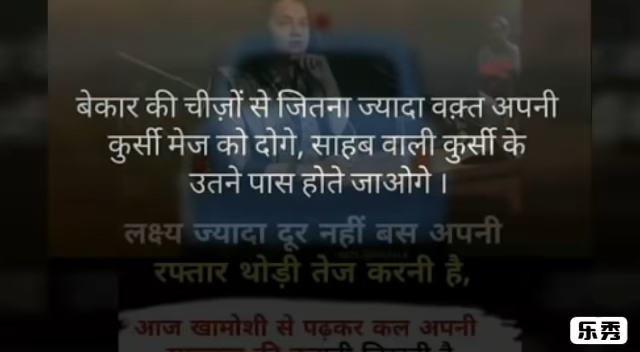 बेकार की चीज़ों से जितना ज्यादा वक़्त अपनी
कुर्सी मेज को दोगे, साहब वाली कुर्सी के
उतने पास होते जाओगे ।
लक्ष्य ज्यादा दूर नहीं बस अपनी
रफ्तार थोड़ी तेज करनी है,
आज खामोशी से पढ़कर कल अपनी
乐秀